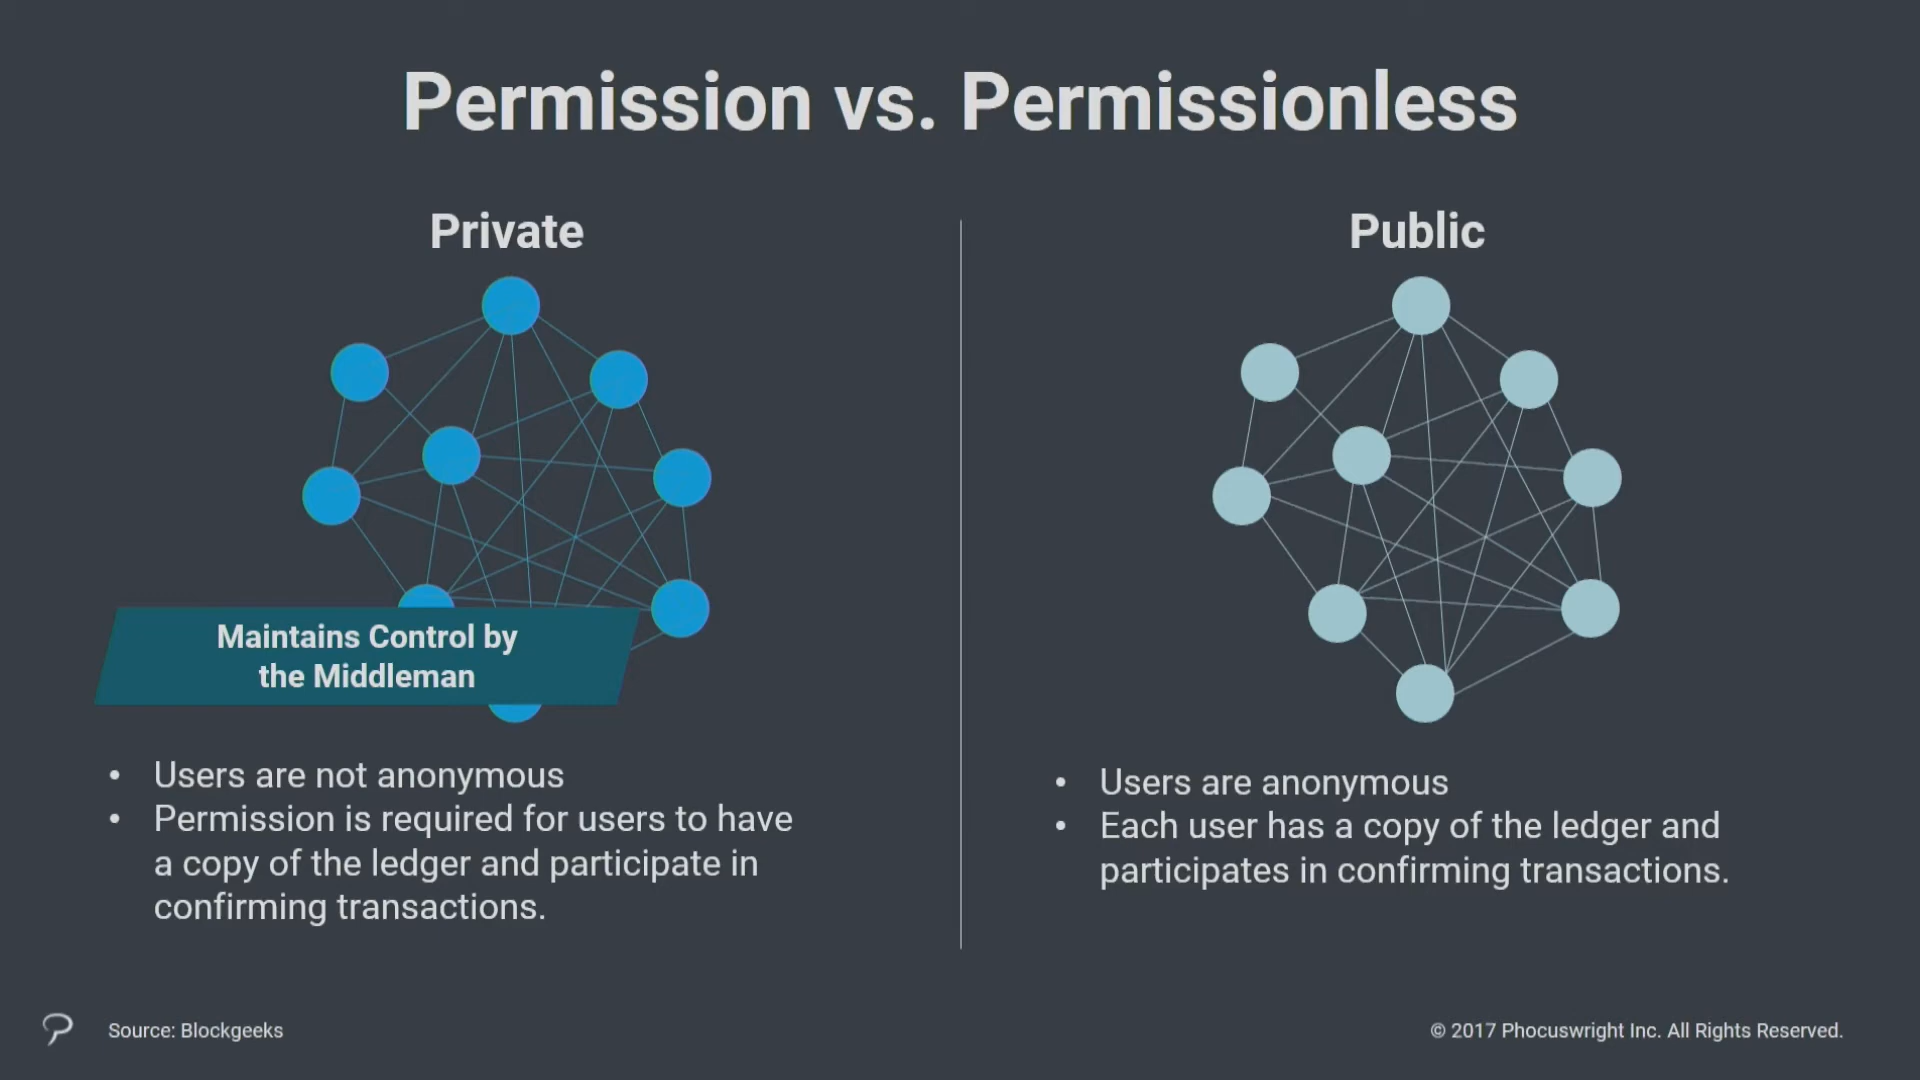 Permission vs. Permissionless
Private
Maintains Control by
the Middleman
• Users are not anonymous
• Permission is required for users to have
a copy of the ledger and participate in
confirming transactions.
Public
• Users are anonymous
• Each user has a copy of the ledger and
participates in confirming transactions.
Source: Blockgeeks
© 2017 Phocuswright Inc. All Rights Reserved.